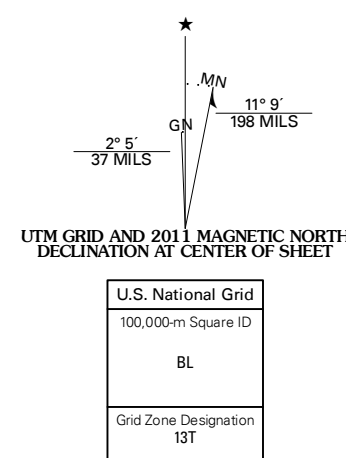 ★
MN
GN
11° 9´
198 MILS
2° 5´
37 MILS
UTM GRID AND 2011 MAGNETIC NORTH
DECLINATION AT CENTER OF SHEET
U.S. National Grid
100,000-m Square ID
BL
Grid Zone Designation
13T